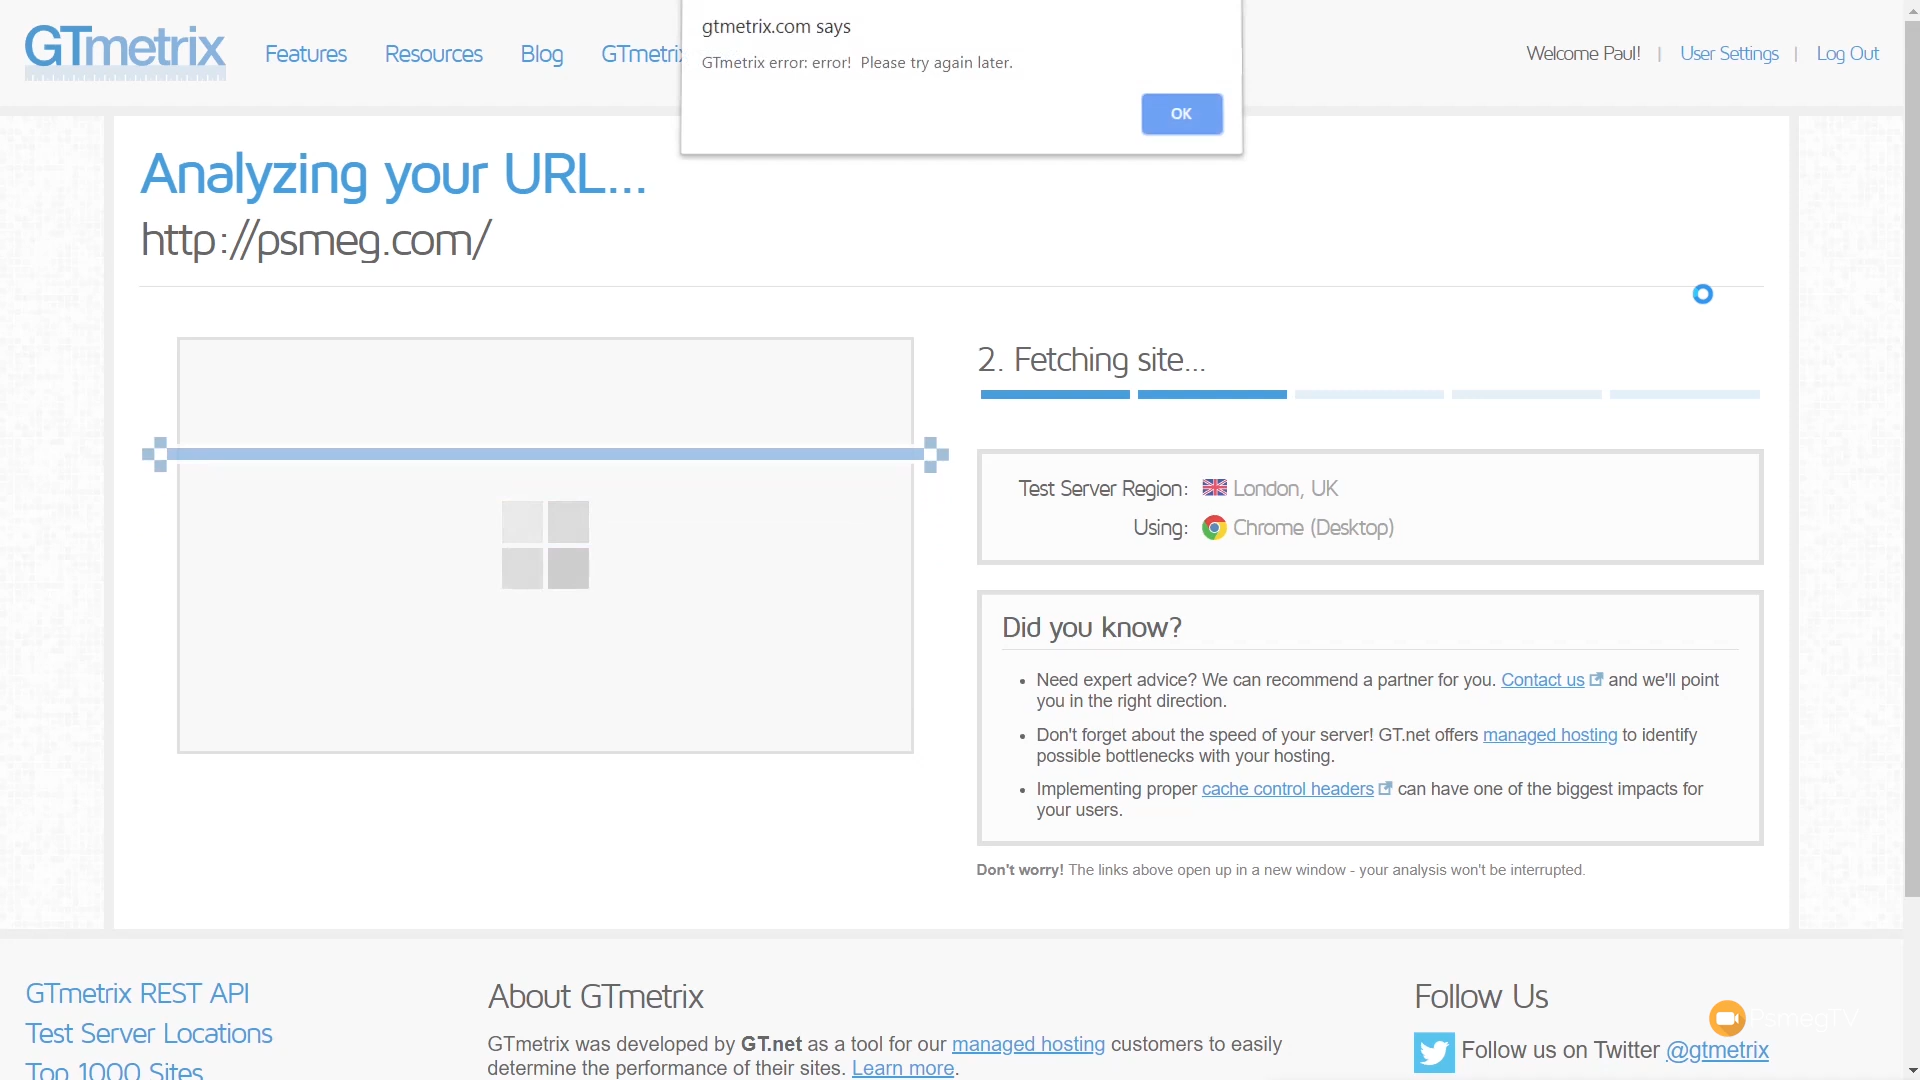 GTmetrix
Features
Resources
Blog
GTmetrix
gtmetrix.com says
GTmetrix error: error!  Please try again later.
OK
Welcome Paul!
|
User Settings
|
Log Out
Analyzing your URL...
http://psmeg.com/
2. Fetching site...
Test Server Region: London, UK
Using: Chrome (Desktop)
Did you know?
• Need expert advice? We can recommend a partner for you. Contact us and we'll point
you in the right direction.
• Don't forget about the speed of your server! GT.net offers managed hosting to identify
possible bottlenecks with your hosting.
• Implementing proper cache control headers can have one of the biggest impacts for
your users.
Don't worry! The links above open up in a new window - your analysis won't be interrupted.
GTmetrix REST API
Test Server Locations
Top 1000 Sites
About GTmetrix
GTmetrix was developed by GT.net as a tool for our managed hosting customers to easily
determine the performance of their sites. Learn more.
Follow Us
PsmegTV
Follow us on Twitter @gtmetrix